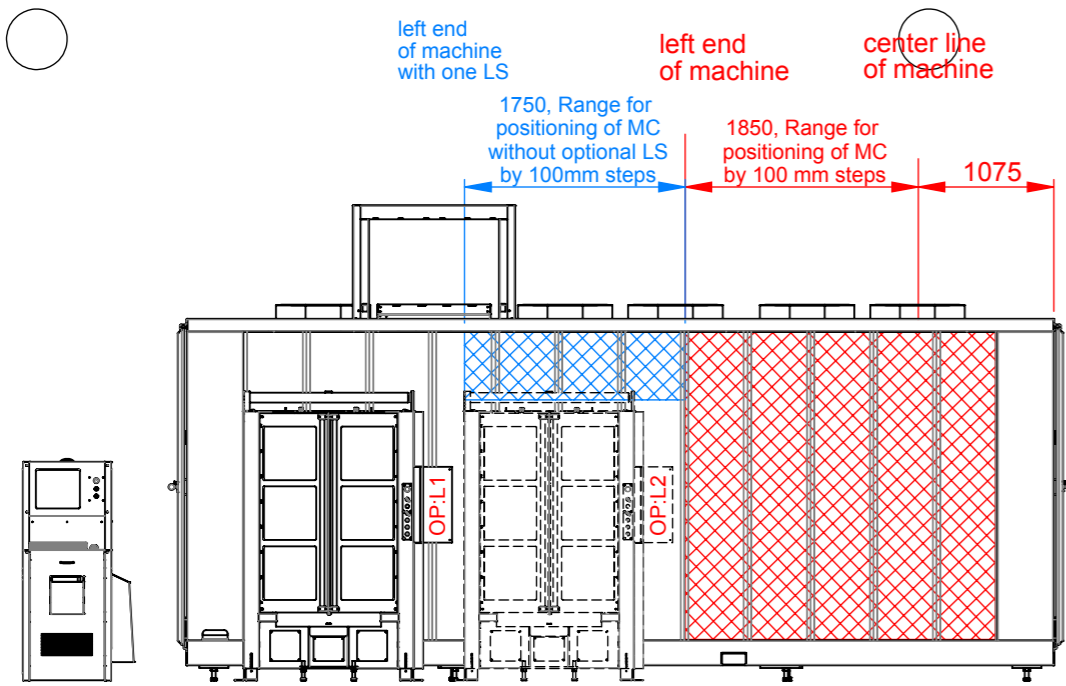 left end
of machine
with one LS
left end
of machine
center line
of machine
1750, Range for
positioning of MC
without optional LS
by 100mm steps
1850, Range for
positioning of MC
by 100 mm steps
1075
OP:L1
OP:L2